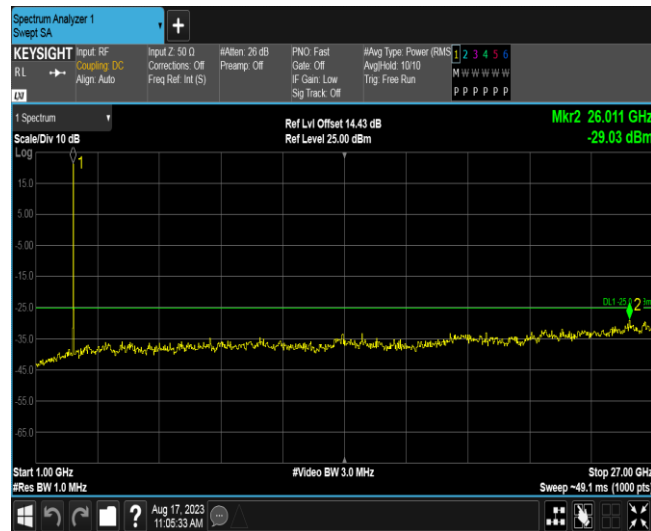 Spectrum Analyzer 1
Swept SA
+
KEYSIGHT
RL
LXI
Input: RF
Coupling: DC
Align: Auto
Input Z: 50 Ω
Corrections: Off
Freq Ref: Int (S)
#Atten: 26 dB
Preamp: Off
PNO: Fast
Gate: Off
IF Gain: Low
Sig Track: Off
#Avg Type: Power (RMS
Avg|Hold: 10/10
Trig: Free Run
1 2 3 4 5 6
M W W W W W
P P P P P P
1 Spectrum
Scale/Div 10 dB
Log
Ref Lvl Offset 14.43 dB
Ref Level 25.00 dBm
Mkr2 26.011 GHz
-29.03 dBm
1
15.0
5.00
-5.00
-15.0
-25.0
DL1 -25.0
2
-35.0
-45.0
-55.0
-65.0
Start 1.00 GHz
#Res BW 1.0 MHz
#Video BW 3.0 MHz
Stop 27.00 GHz
Sweep ~49.1 ms (1000 pts
?
Aug 17, 2023
11:05:33 AM